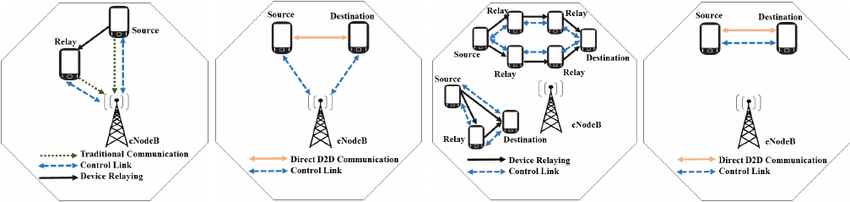 Source
Relay
eNodeB
Traditional Communication
Control Link
Device Relaying
Source
Destination
eNodeB
Direct D2D Communication
Control Link
Relay
Relay
Source
Destination
Relay
Relay
Source
Relay
Destination
eNodeB
Device Relaying
Control Link
Source
Destination
eNodeB
Direct D2D Communication
Control Link